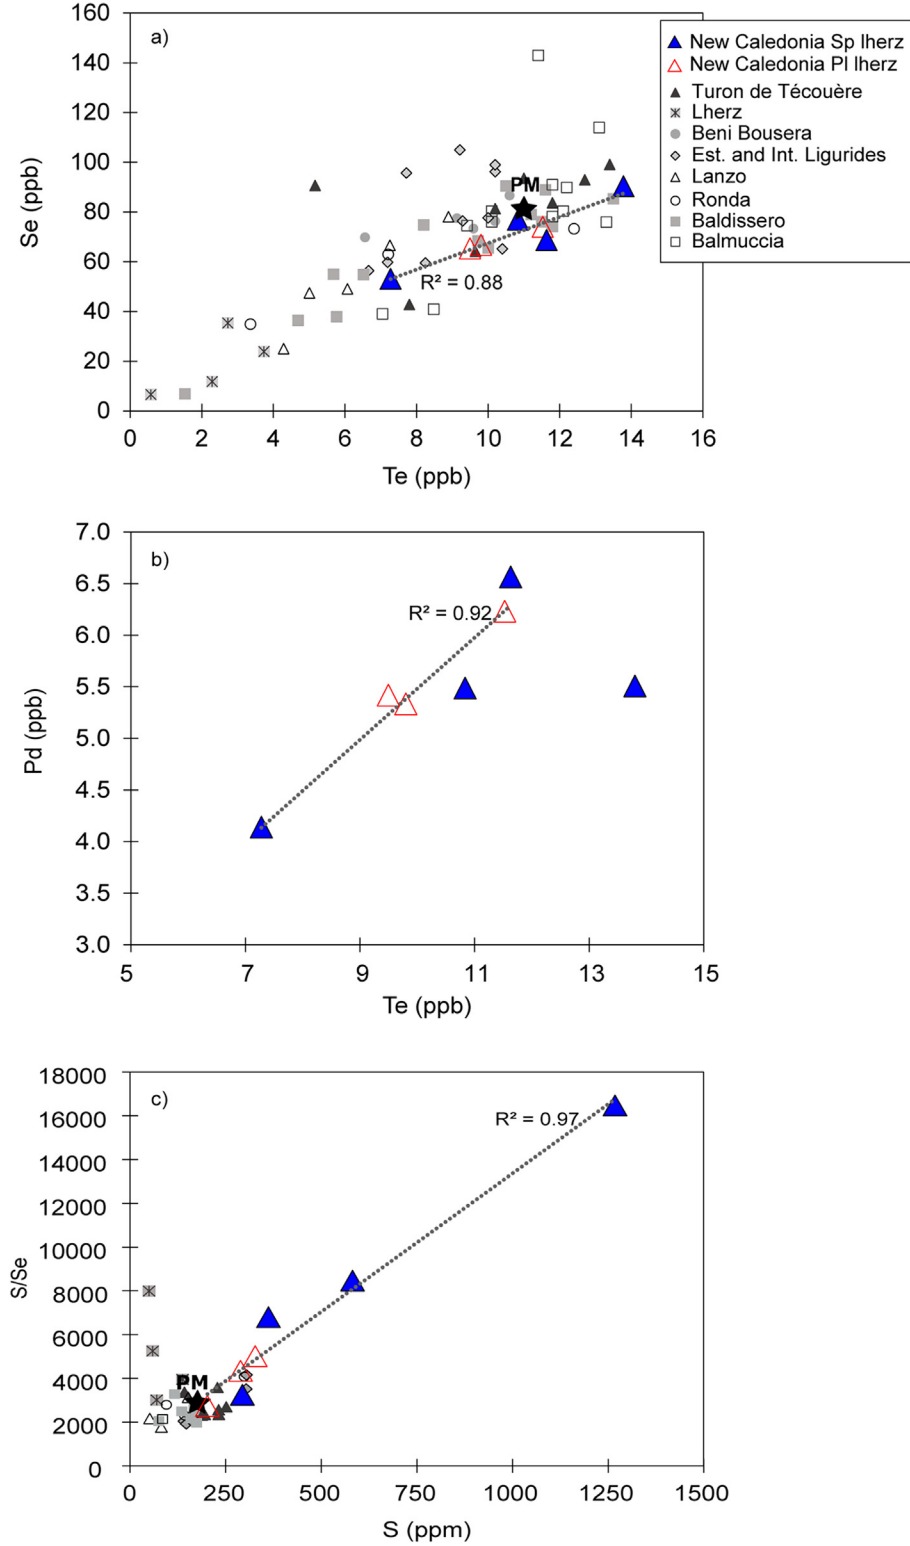 a)
160
140
120
100
80
60
40
20
0
Se (ppb)
PM
R² = 0.88
0 2 4 6 8 10 12 14 16
Te (ppb)
New Caledonia Sp lherz
New Caledonia Pl lherz
Turon de Técouère
Lherz
Beni Bousera
Est. and Int. Ligurides
Lanzo
Ronda
Baldissero
Balmuccia
b)
7.0
6.5
6.0
5.5
5.0
4.5
4.0
3.5
3.0
Pd (ppb)
R² = 0.92
5 7 9 11 13 15
Te (ppb)
c)
18000
16000
14000
12000
10000
8000
6000
4000
2000
0
S/Se
R² = 0.97
PM
0 250 500 750 1000 1250 1500
S (ppm)